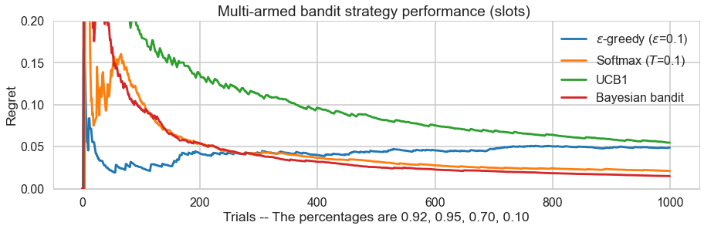 Multi-armed bandit strategy performance (slots)
Regret
0.20
0.15
0.10
0.05
0.00
ε-greedy (ε=0.1)
Softmax (T=0.1)
UCB1
Bayesian bandit
0 200 400 600 800 1000
Trials -- The percentages are 0.92, 0.95, 0.70, 0.10